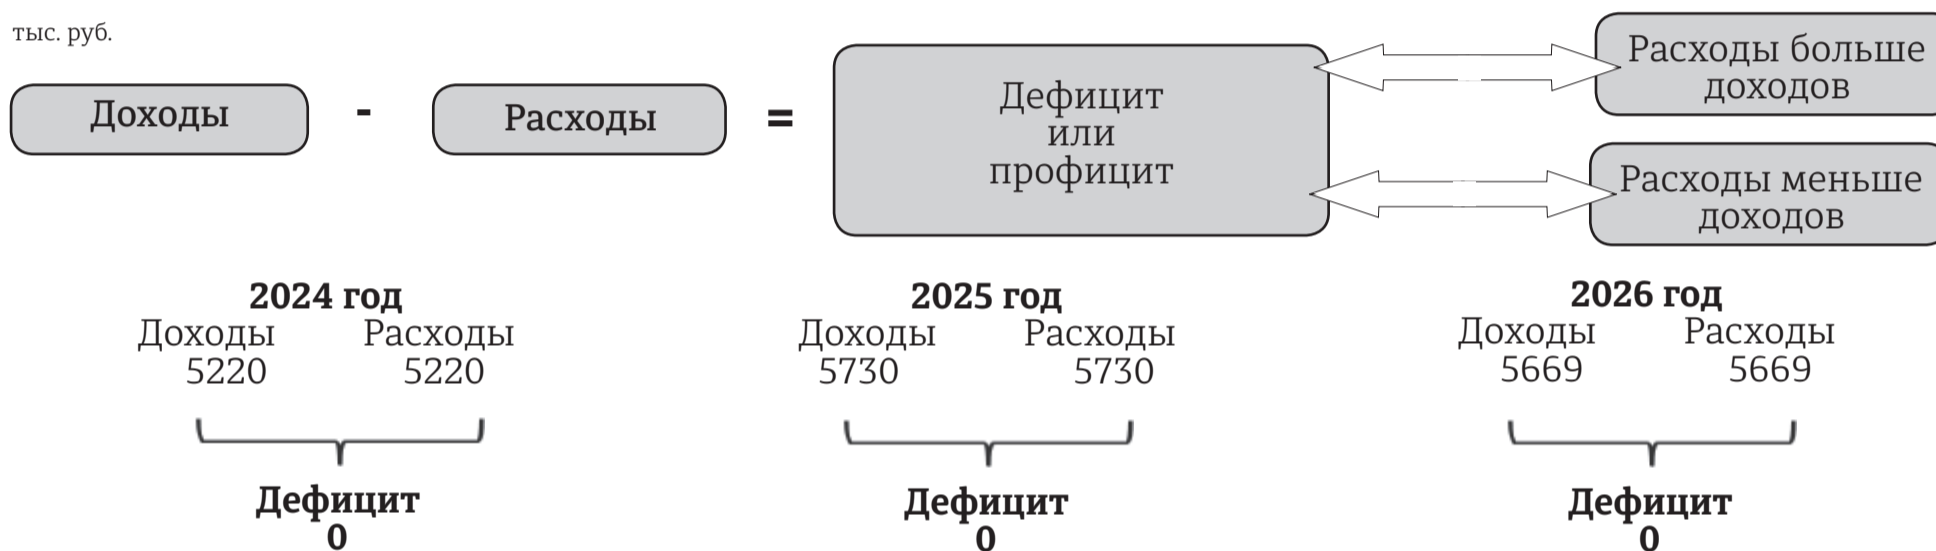 тыс. руб.
Доходы
-
Расходы
=
Дефицит
или
профицит
Расходы больше
доходов
Расходы меньше
доходов
2024 год
Доходы Расходы
5220 5220
Дефицит
0
2025 год
Доходы Расходы
5730 5730
Дефицит
0
2026 год
Доходы Расходы
5669 5669
Дефицит
0